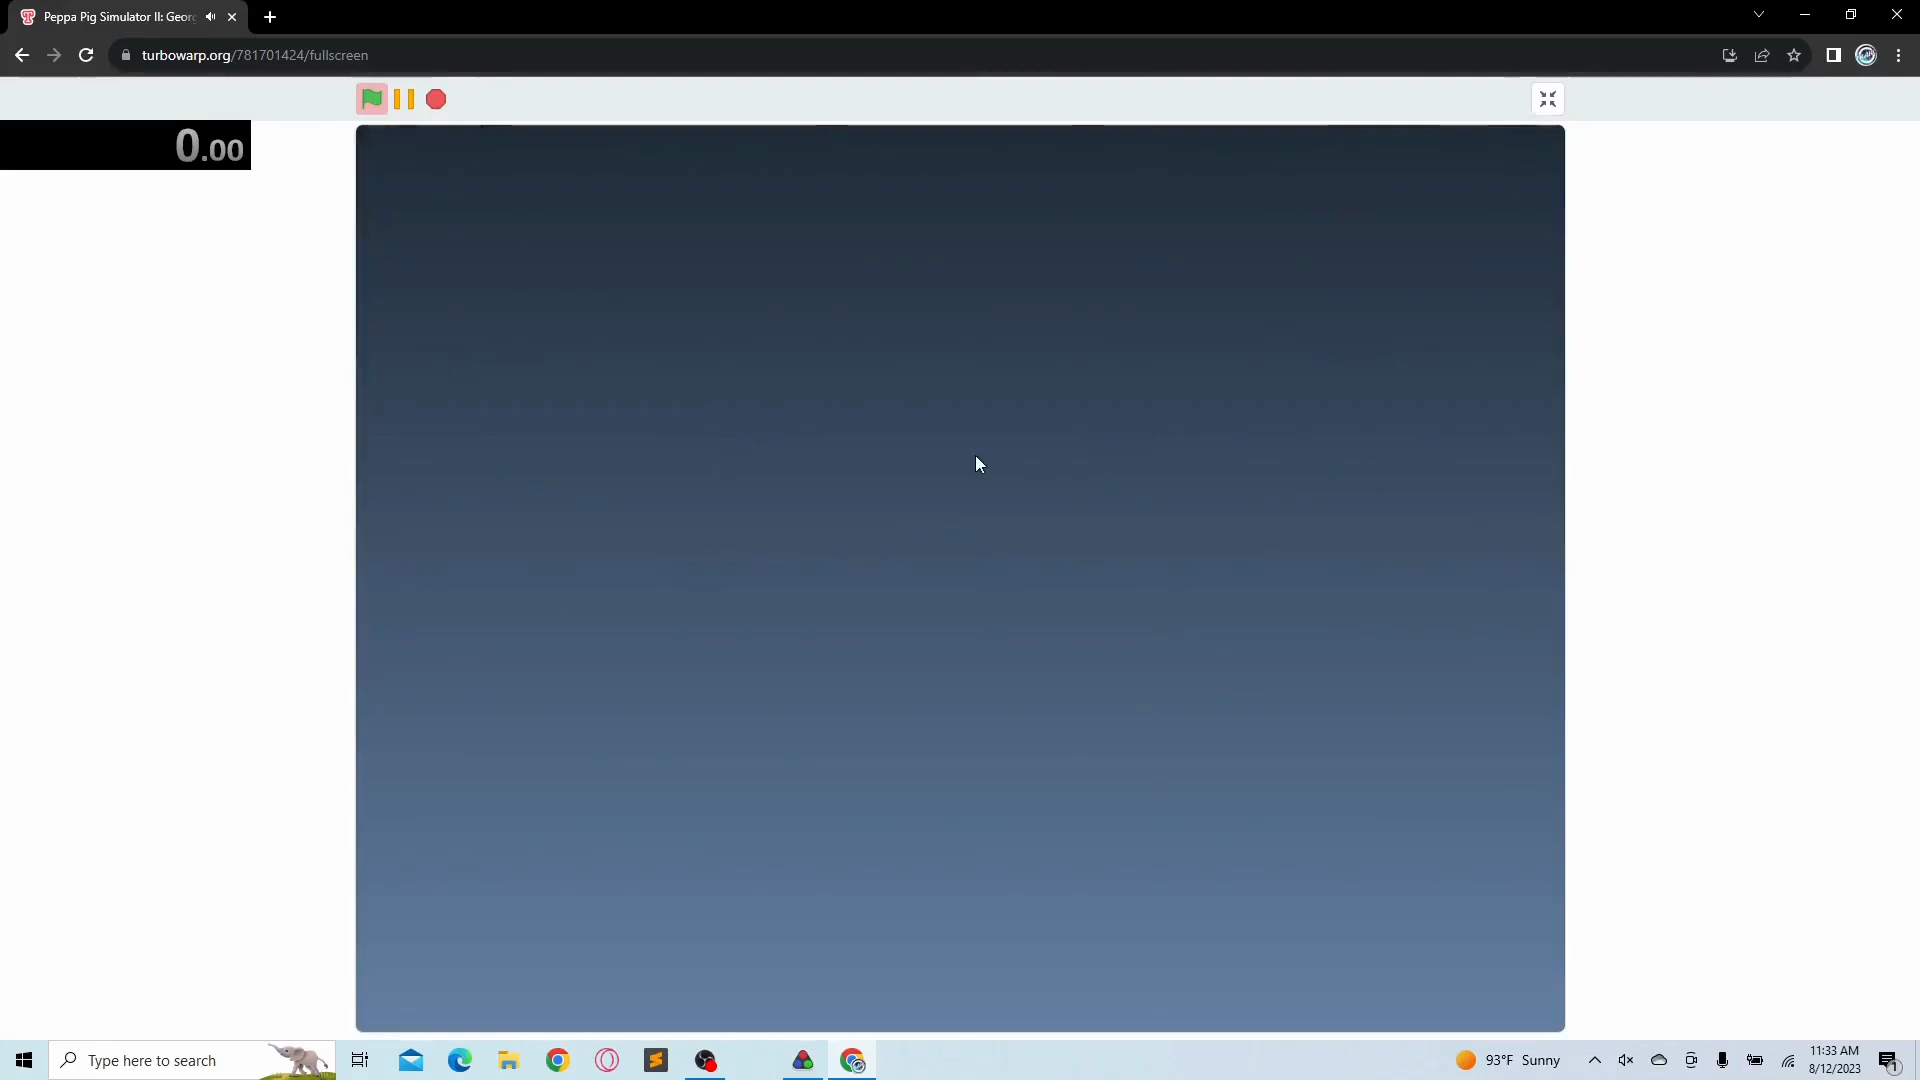 Peppa Pig Simulator II: Geor
turbowarp.org/781701424/fullscreen
0.00
Type here to search
93°F Sunny
11:33 AM
8/12/2023
1